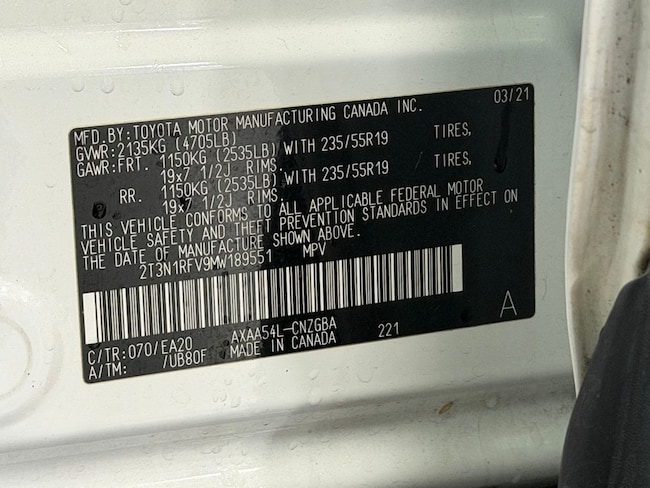 MFD.BY:TOYOTA MOTOR MANUFACTURING CANADA INC. 03/21
GVWR:2135KG (4705LB)
GAWR:FRT. 1150KG (2535LB) WITH 235/55R19 TIRES,
19x7 1/2J RIMS.
RR. 1150KG (2535LB) WITH 235/55R19 TIRES,
19x7 1/2J RIMS.
THIS VEHICLE CONFORMS TO ALL APPLICABLE FEDERAL MOTOR
VEHICLE SAFETY AND THEFT PREVENTION STANDARDS IN EFFECT ON
THE DATE OF MANUFACTURE SHOWN ABOVE.
2T3N1RFV9MW189551 MPV
A
C/TR:070/EA20 AXAA54L-CNZGBA 221
A/TM: /UB80F MADE IN CANADA